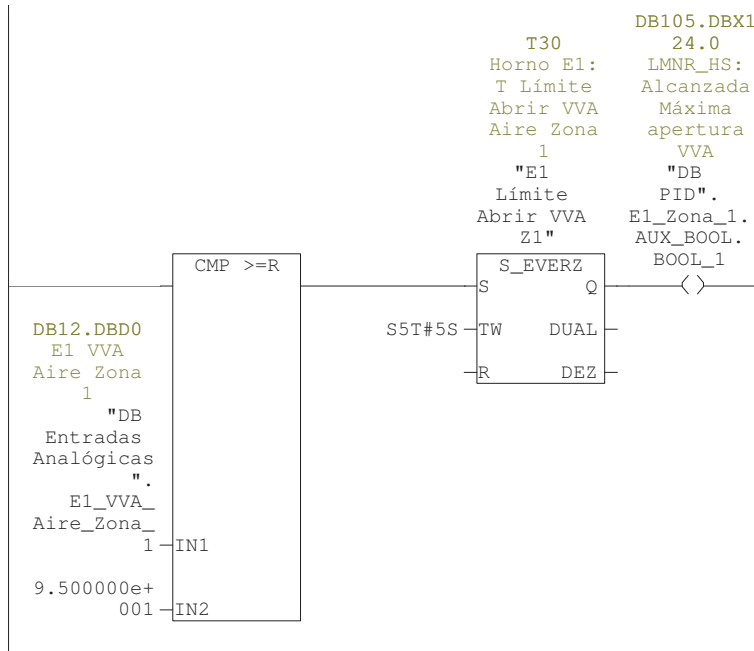 DB105.DBX1
24.0
LMNR_HS:
Alcanzada
Máxima
apertura
VVA
"DB
PID".
E1_Zona_1.
AUX_BOOL.
BOOL_1
T30
Horno E1:
T Límite
Abrir VVA
Aire Zona
1
"E1
Límite
Abrir VVA
Z1"
CMP >=R
S_EVERZ
S Q
S5T#5S TW DUAL
R DEZ
DB12.DBD0
E1 VVA
Aire Zona
1
"DB
Entradas
Analógicas
".
E1_VVA_
Aire_Zona_
1 IN1
9.500000e+
001 IN2